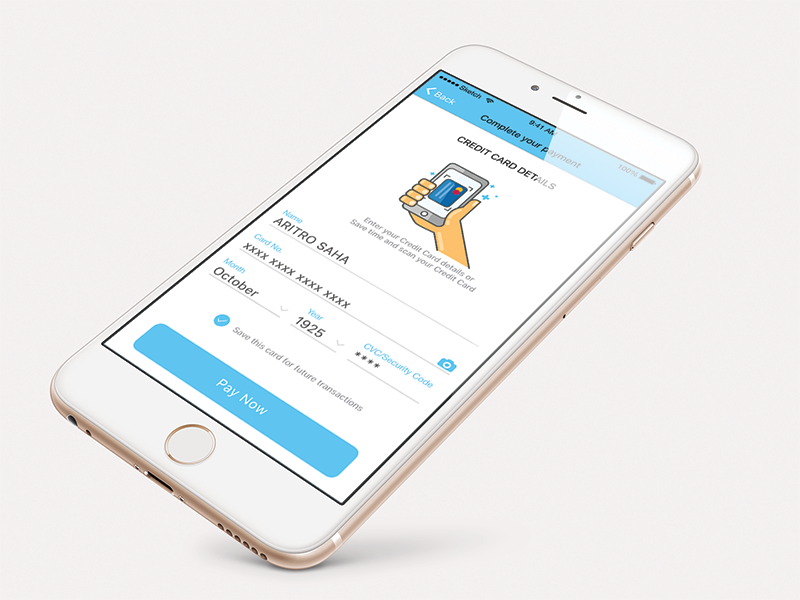 Sketch 9:41 AM 100%
Back
Complete your payment
CREDIT CARD DETAILS
Enter your Credit Card details or
Save time and scan your Credit Card
Name
ARITRO SAHA
Card No.
xxxx xxxx xxxx xxxx
Month Year CVC/Security Code
October 1925 ****
Save this card for future transactions
Pay Now